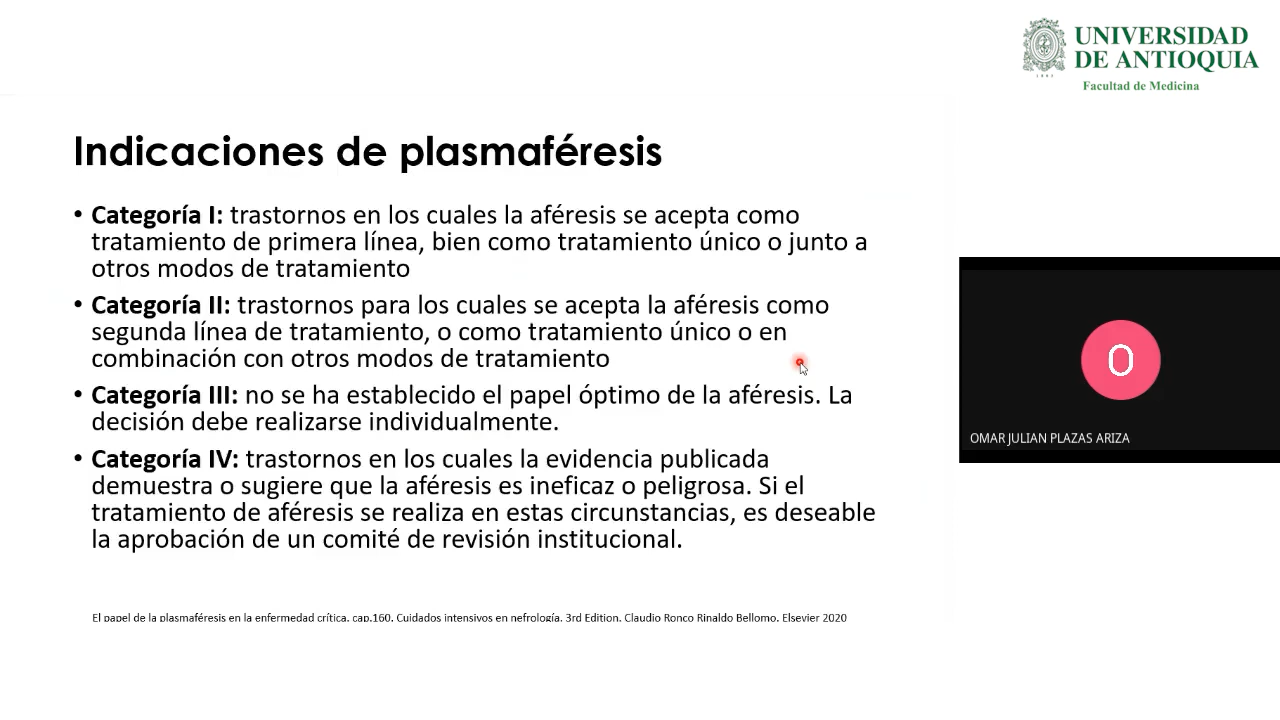 UNIVERSIDAD
DE ANTIOQUIA
1803
Facultad de Medicina
Indicaciones de plasmaféresis
• Categoría I: trastornos en los cuales la aféresis se acepta como
tratamiento de primera línea, bien como tratamiento único o junto a
otros modos de tratamiento
• Categoría II: trastornos para los cuales se acepta la aféresis como
segunda línea de tratamiento, o como tratamiento único o en
combinación con otros modos de tratamiento
• Categoría III: no se ha establecido el papel óptimo de la aféresis. La
decisión debe realizarse individualmente.
• Categoría IV: trastornos en los cuales la evidencia publicada
demuestra o sugiere que la aféresis es ineficaz o peligrosa. Si el
tratamiento de aféresis se realiza en estas circunstancias, es deseable
la aprobación de un comité de revisión institucional.
El papel de la plasmaféresis en la enfermedad crítica. cap.160. Cuidados intensivos en nefrología. 3rd Edition. Claudio Ronco Rinaldo Bellomo. Elsevier 2020
O
OMAR JULIAN PLAZAS ARIZA